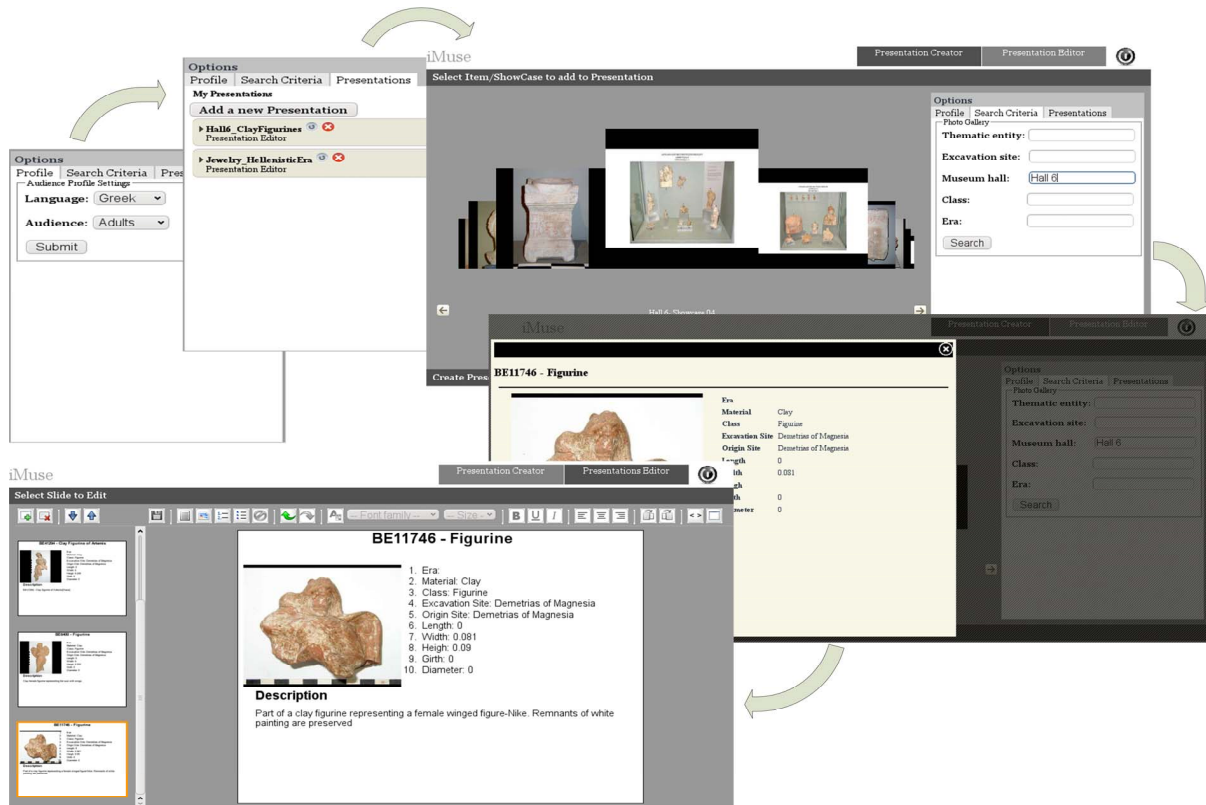 Options
Profile Search Criteria Pres
Audience Profile Settings
Language: Greek
Audience: Adults
Submit
Options
Profile Search Criteria Presentations
My Presentations
Add a new Presentation
Hall6_ClayFigurines
Presentation Editor
Jewelry_HellenisticEra
Presentation Editor
iMuse
Presentation Creator Presentation Editor
Select Item/ShowCase to add to Presentation
Hall 6- Showcase 04
Create Pres
Options
Profile Search Criteria Presentations
Photo Gallery
Thematic entity:
Excavation site:
Museum hall: Hall 6
Class:
Era:
Search
iMuse
Presentation Creator Presentation Editor
BE11746 - Figurine
Era
Material Clay
Class Figurine
Excavation Site Demetrias of Magnesia
Origin Site Demetrias of Magnesia
Length 0
0.081
0
0
Options
Profile Search Criteria Presentations
Photo Gallery
Thematic entity:
Excavation site:
Museum hall: Hall 6
Class:
Era:
Search
iMuse
Presentation Creator Presentations Editor
Select Slide to Edit
-- Font family -- -- Size --
B U I
BE11746 - Figurine
1. Era:
2. Material: Clay
3. Class: Figurine
4. Excavation Site: Demetrias of Magnesia
5. Origin Site: Demetrias of Magnesia
6. Length: 0
7. Width: 0.081
8. Heigh: 0.09
9. Girth: 0
10. Diameter: 0
Description
Part of a clay figurine representing a female winged figure-Nike. Remnants of white
painting are preserved
Description
Description
BE11746 - Figurine
Description